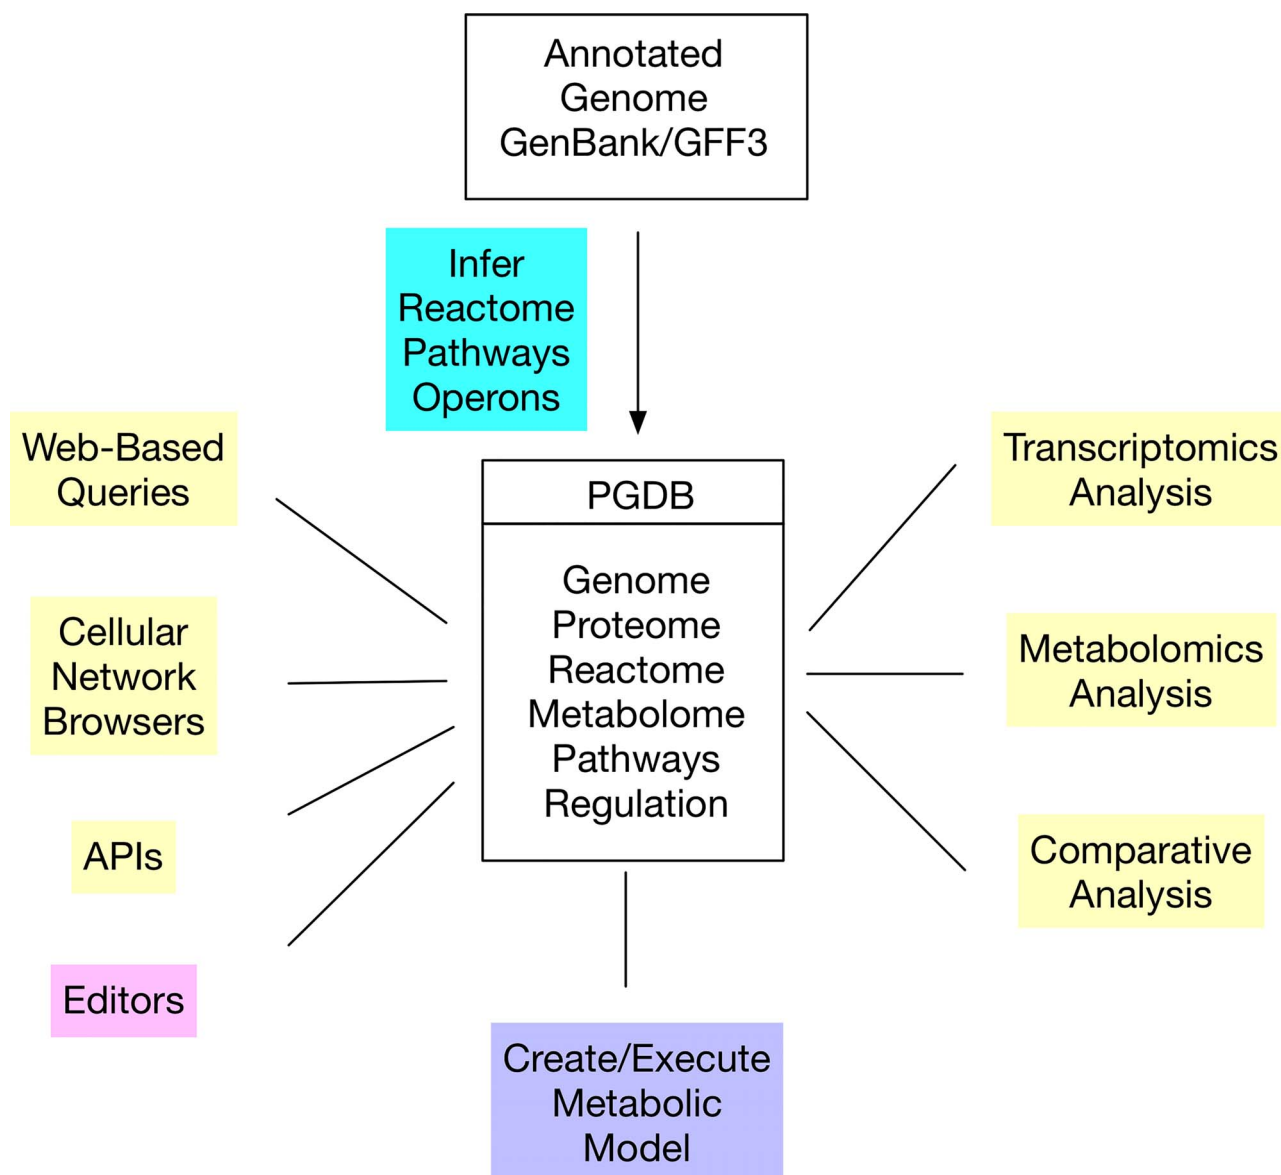 Annotated
Genome
GenBank/GFF3
Infer
Reactome
Pathways
Operons
Web-Based
Queries
Cellular
Network
Browsers
APIs
Editors
PGDB
Genome
Proteome
Reactome
Metabolome
Pathways
Regulation
Transcriptomics
Analysis
Metabolomics
Analysis
Comparative
Analysis
Create/Execute
Metabolic
Model